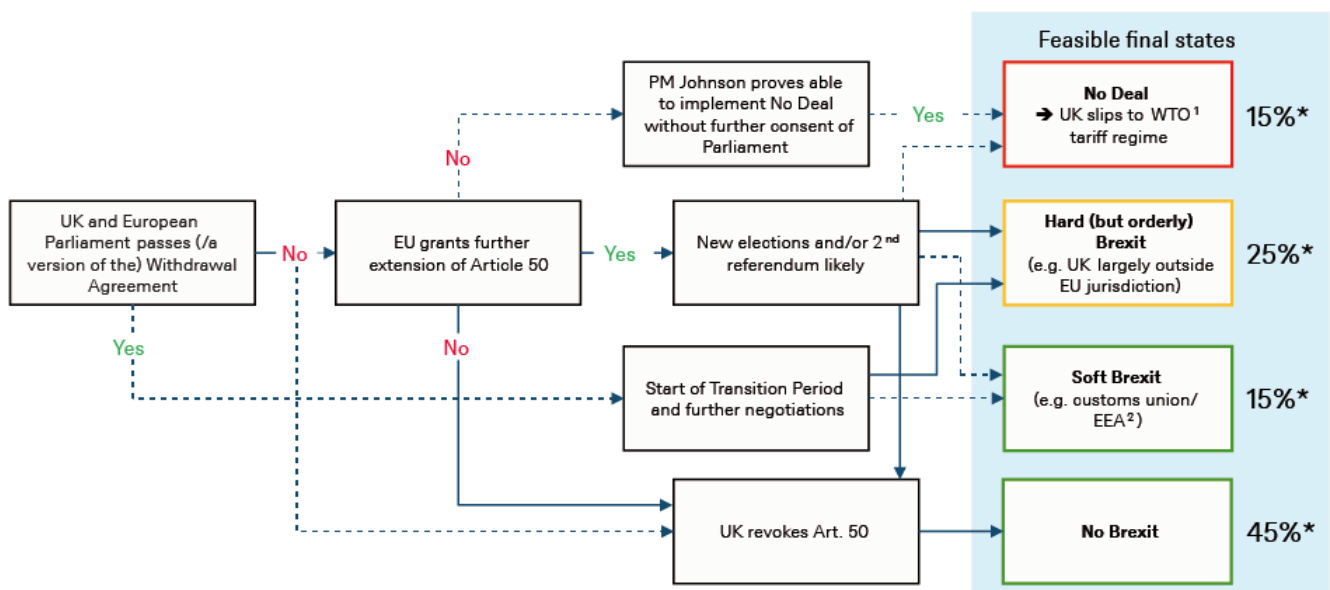 Feasible final states
PM Johnson proves able
to implement No Deal
without further consent of
Parliament
Yes
No Deal
➔ UK slips to WTO¹
tariff regime
15%*
No
UK and European
Parliament passes (/a
version of the) Withdrawal
Agreement
No
EU grants further
extension of Article 50
Yes
New elections and/or 2ⁿᵈ
referendum likely
Hard (but orderly)
Brexit
(e.g. UK largely outside
EU jurisdiction)
25%*
Yes
No
Start of Transition Period
and further negotiations
Soft Brexit
(e.g. customs union/
EEA²)
15%*
UK revokes Art. 50
No Brexit
45%*